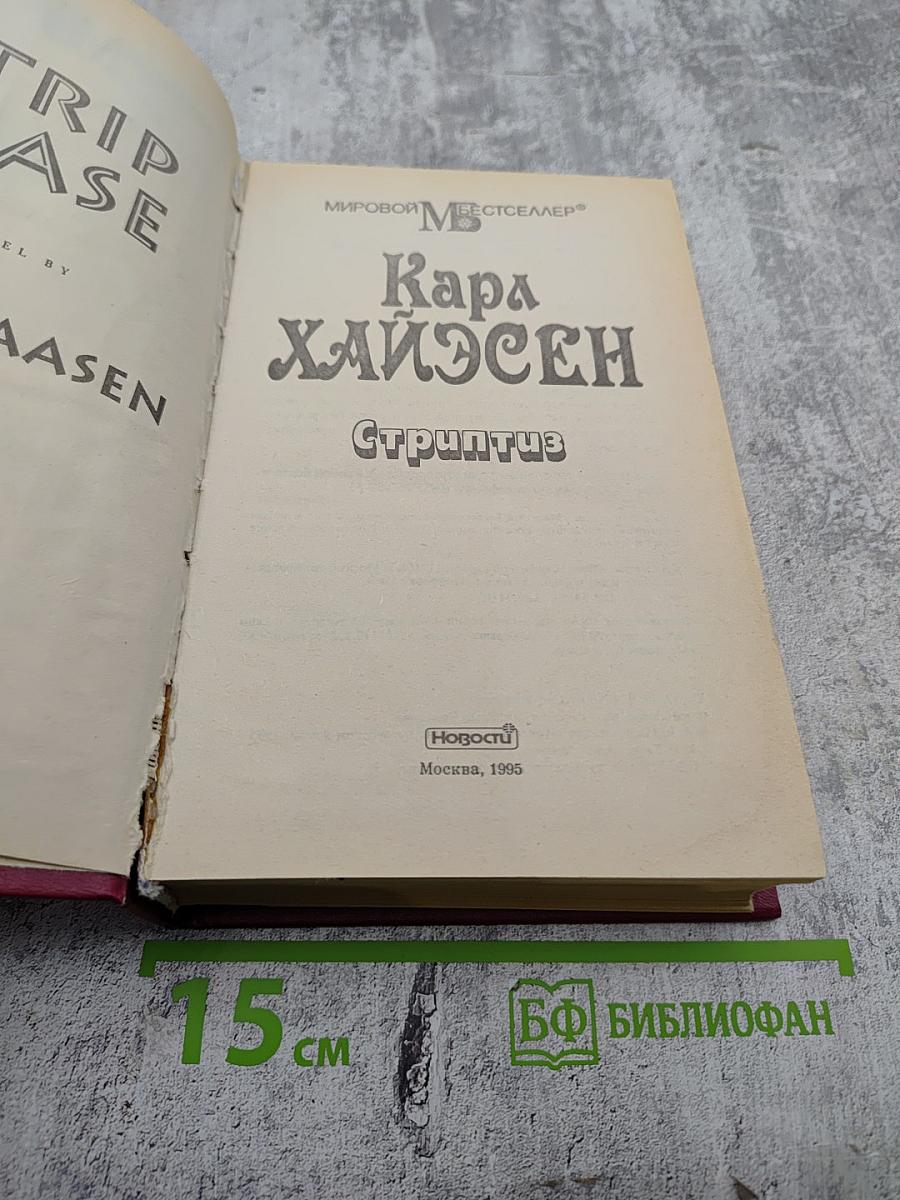 TRIP
ASE
EL BY
AASEN
МИРОВОЙ МБ БЕСТСЕЛЛЕР®
Карл
ХАЙЭСЕН
Стриптиз
Новости
Москва, 1995
15 см
БФ БИБЛИОФАН